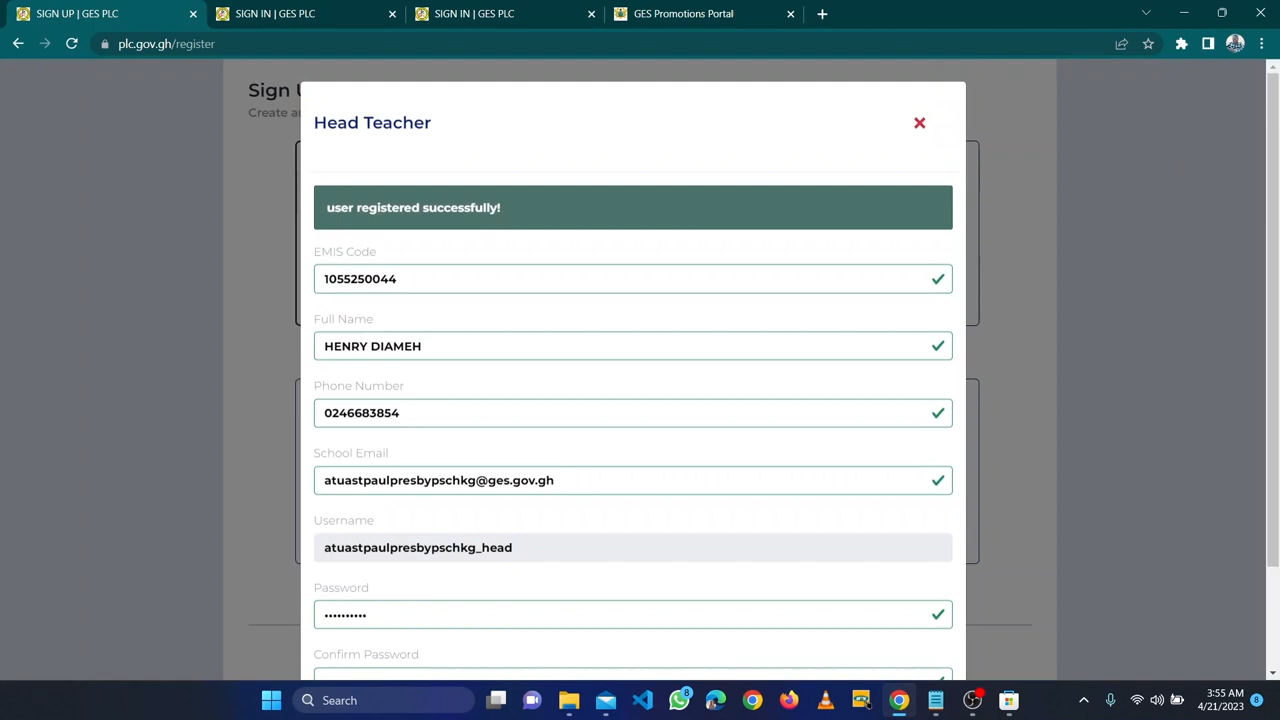 SIGN UP | GES PLC
SIGN IN | GES PLC
SIGN IN | GES PLC
GES Promotions Portal
plc.gov.gh/register
Sign U
Create a
Head Teacher
user registered successfully!
EMIS Code
1055250044
Full Name
HENRY DIAMEH
Phone Number
0246683854
School Email
atuastpaulpresbypschkg@ges.gov.gh
Username
atuastpaulpresbypschkg_head
Password
••••••••••
Confirm Password
Search
8
3:55 AM
4/21/2023
8